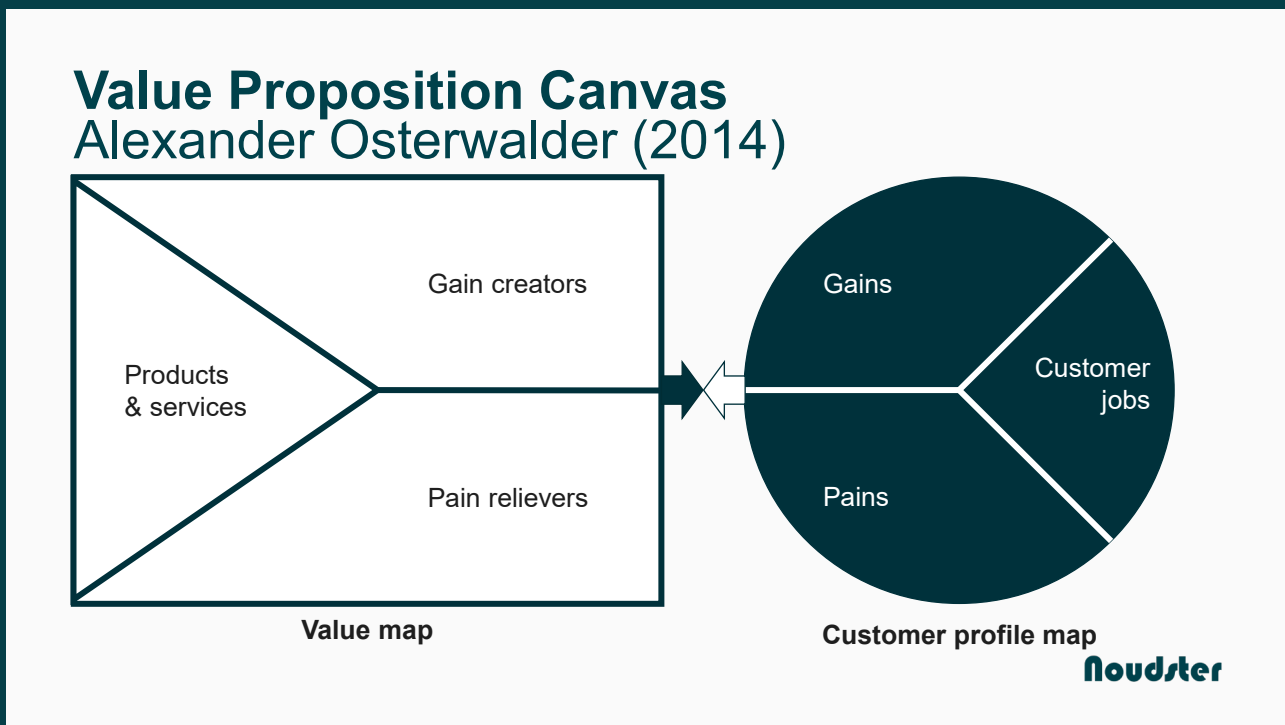 Value Proposition Canvas
Alexander Osterwalder (2014)
Gain creators
Products
& services
Pain relievers
Value map
Gains
Customer
jobs
Pains
Customer profile map
Noudster